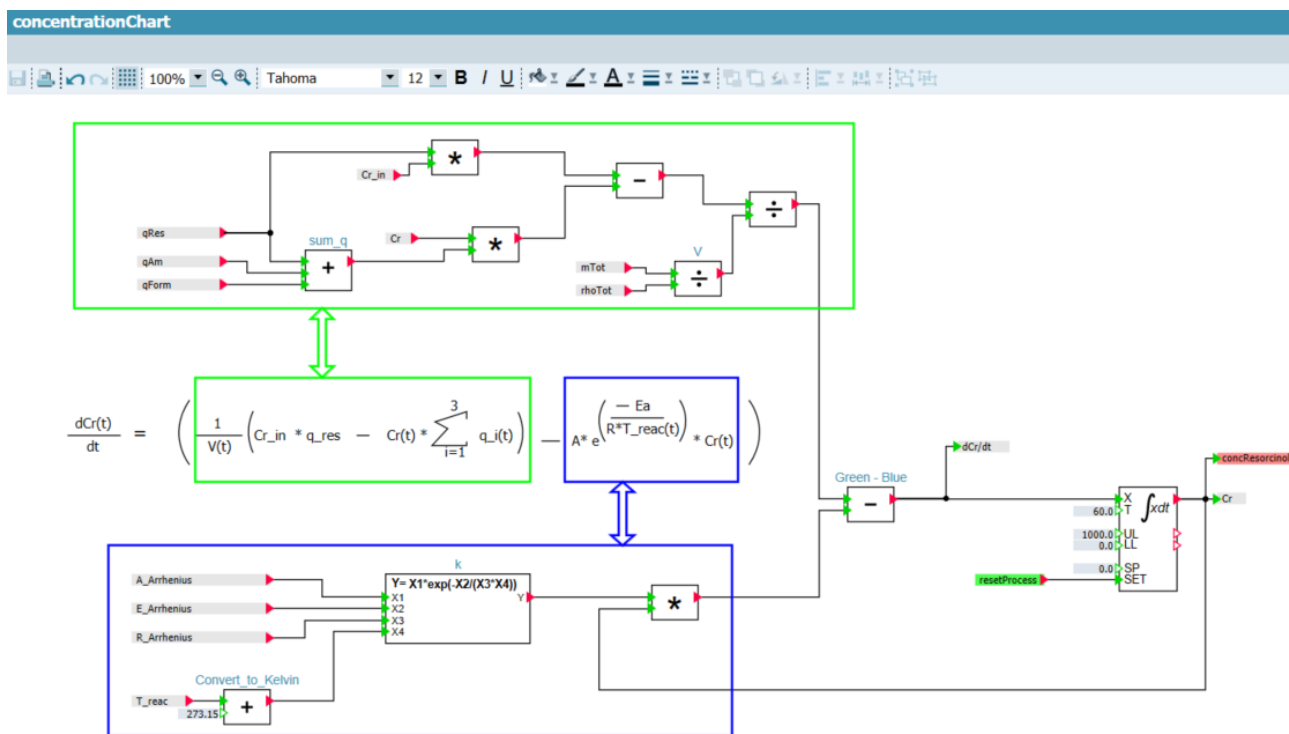 concentrationChart
100% Tahoma 12 B I U A
*
Cr_in
-
÷
qRes
sum_q
Cr
*
V
qAm
+
mTot
÷
qForm
rhoTot
dCr(t)
dt
=
( 1 / V(t) ( Cr_in * q_res - Cr(t) * 3 ∑ i=1 q_i(t) ) - A* e ( - Ea / R*T_reac(t) ) * Cr(t) )
dCr/dt
concResorcinol
Green - Blue
-
X ∫xdt
Cr
60.0 T
1000.0 UL
0.0 LL
0.0 SP
resetProcess SET
k
A_Arrhenius
Y= X1*exp(-X2/(X3*X4))
X1 Y
*
E_Arrhenius
X2
R_Arrhenius
X3
X4
Convert_to_Kelvin
T_reac
+
273.15